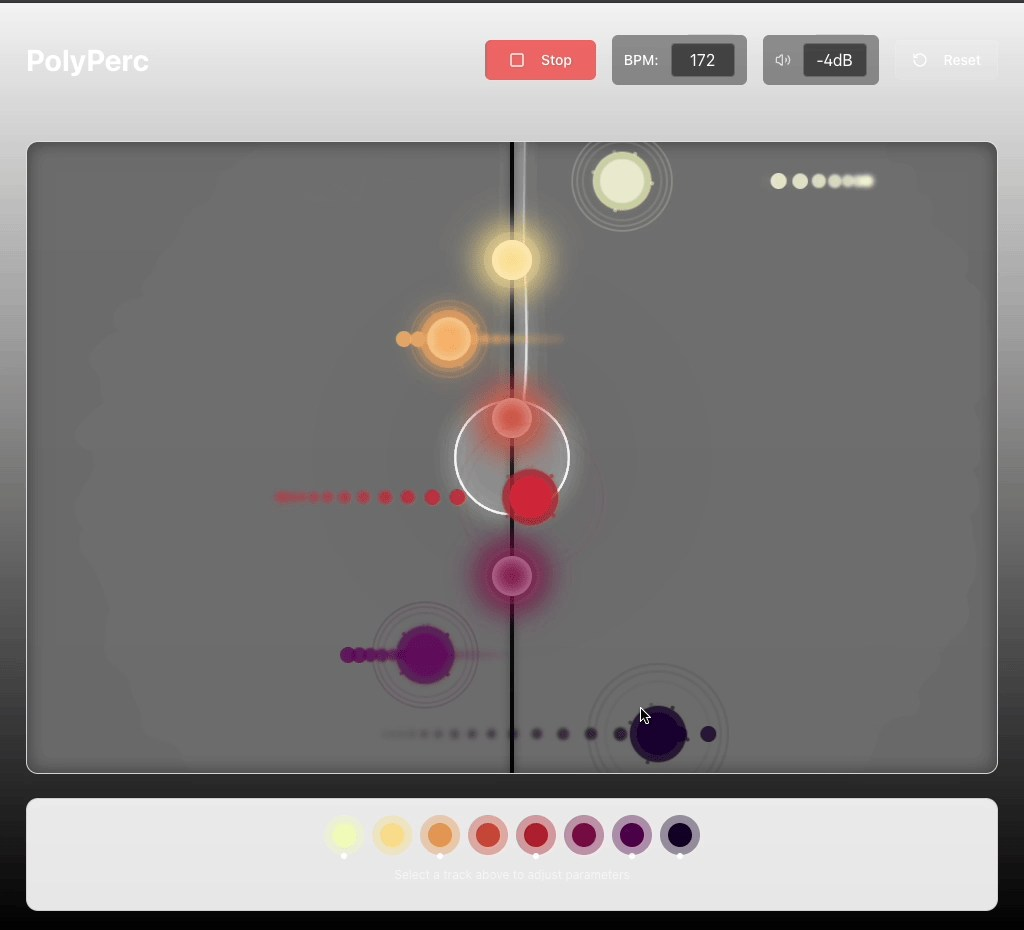 PolyPerc
Stop
BPM: 172
-4dB
Reset
Select a track above to adjust parameters